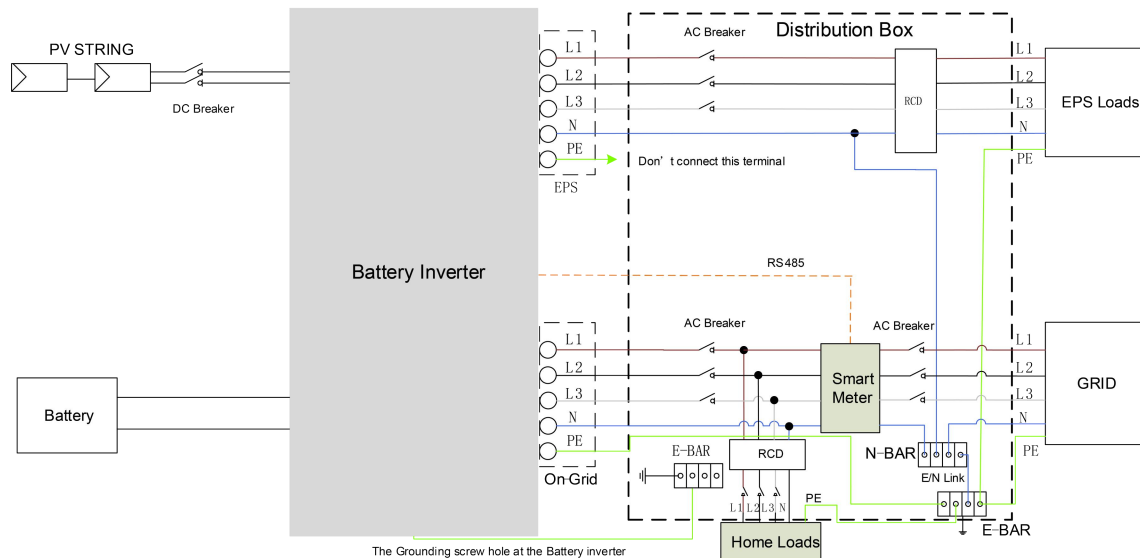 Distribution Box
PV STRING
DC Breaker
Battery Inverter
Battery
L1
L2
L3
N
PE
EPS
AC Breaker
RCD
L1
L2
L3
N
PE
EPS Loads
Don't connect this terminal
RS485
L1
L2
L3
N
PE
On-Grid
AC Breaker
AC Breaker
Smart
Meter
L1
L2
L3
N
PE
GRID
E-BAR
RCD
L1 L2 L3 N
PE
Home Loads
N-BAR
E/N Link
E-BAR
The Grounding screw hole at the Battery inverter